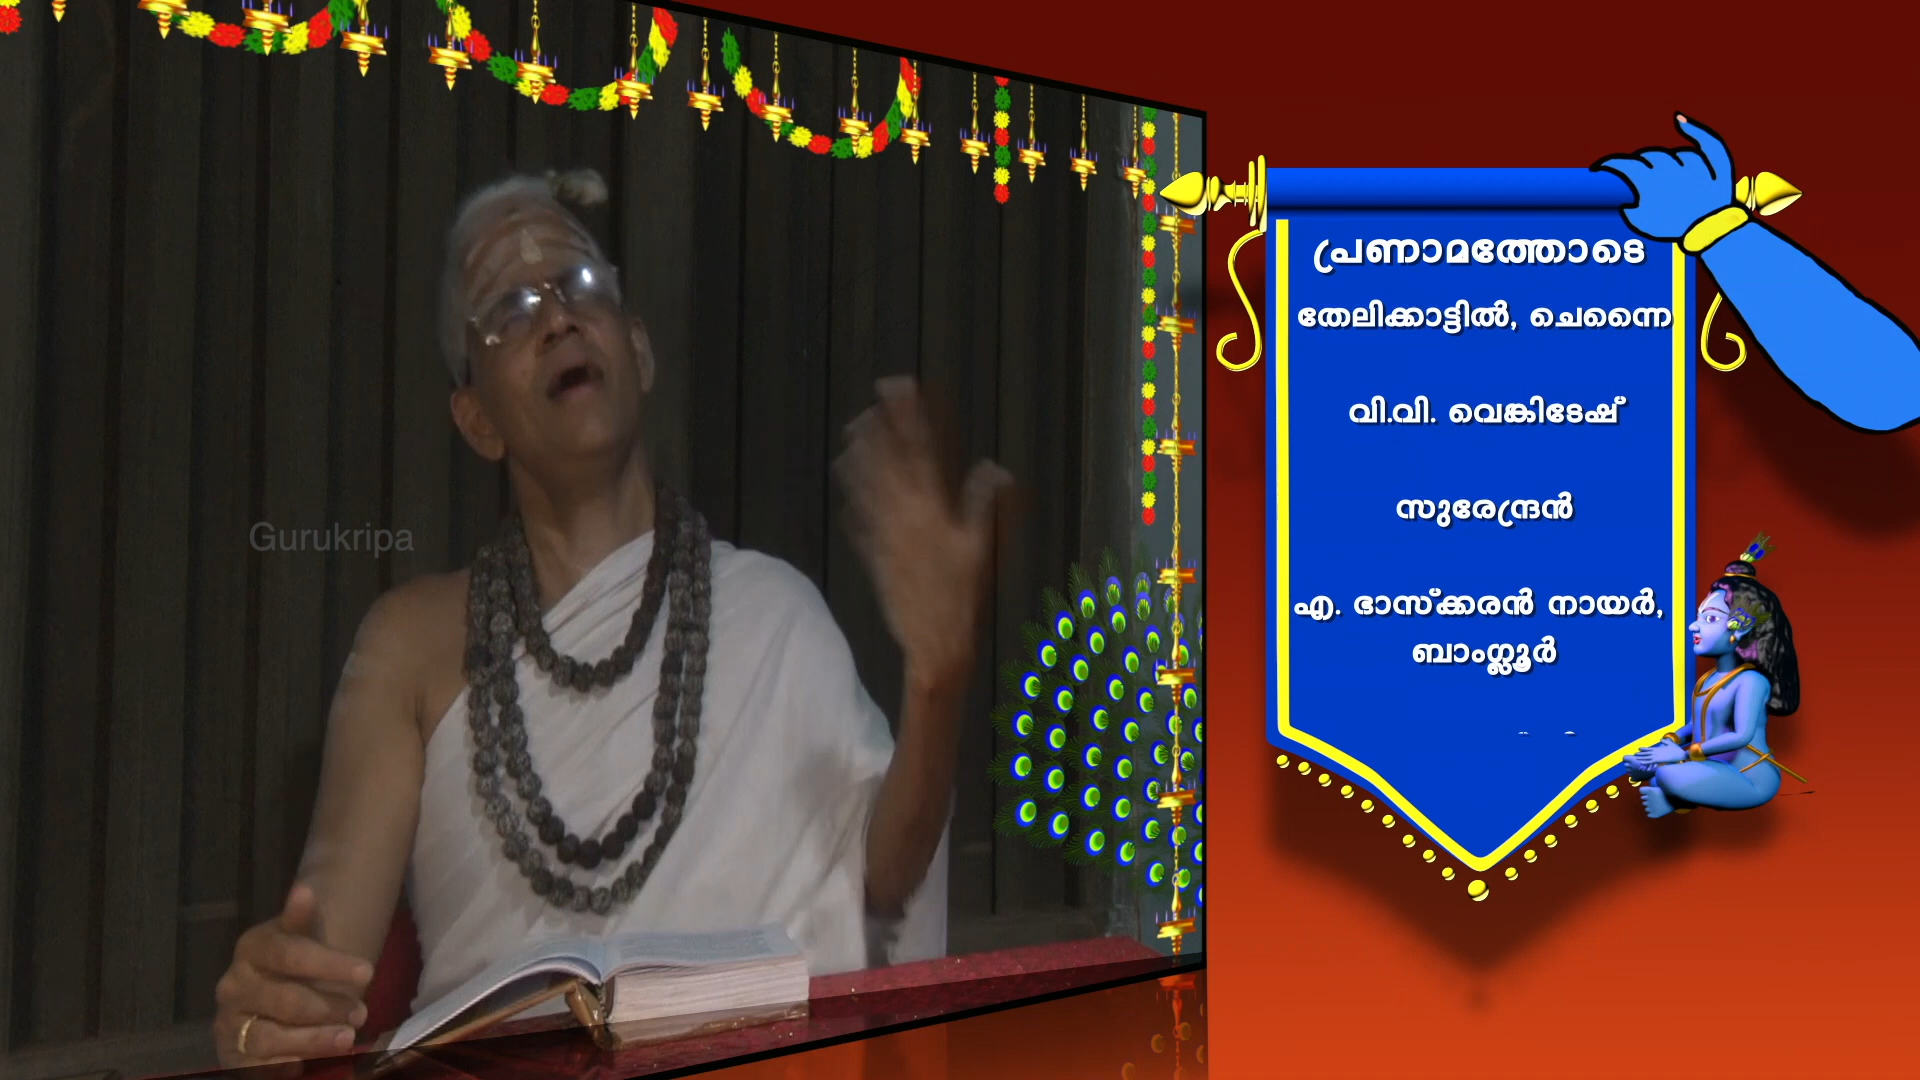 Gurukripa
പ്രണാമത്തോടെ
തേലിക്കാട്ടിൽ, ചെന്നൈ
വി.വി. വെങ്കിടേഷ്
സുരേന്ദ്രൻ
എ. ഭാസ്ക്കരൻ നായർ,
ബാംഗ്ലൂർ